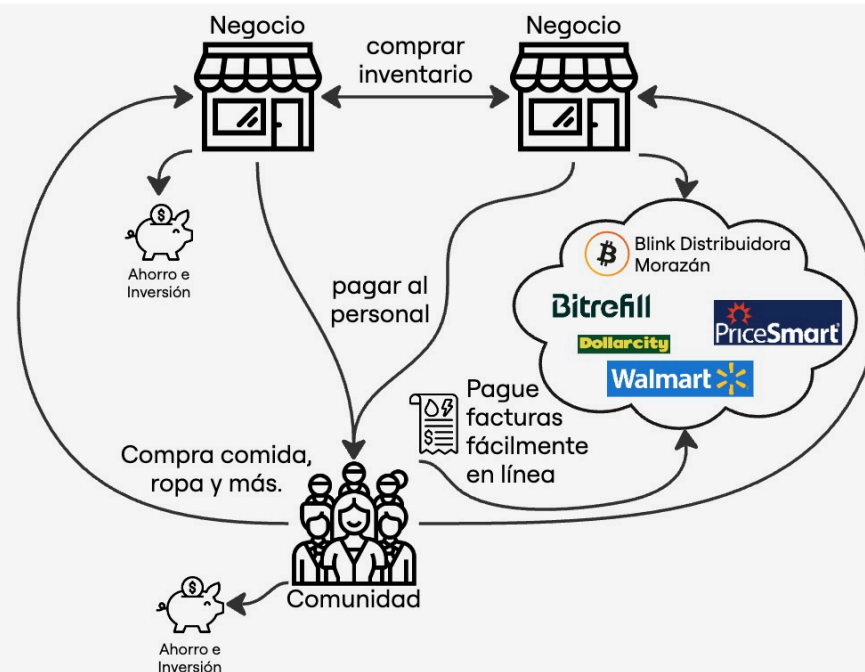 Negocio
Negocio
comprar
inventario
$
Ahorro e
Inversión
pagar al
personal
₿ Blink Distribuidora
Morazán
Bitrefill
PriceSmart
Dollarcity
Walmart
$
Pague
facturas
fácilmente
en línea
Compra comida,
ropa y más.
Comunidad
$
Ahorro e
Inversión